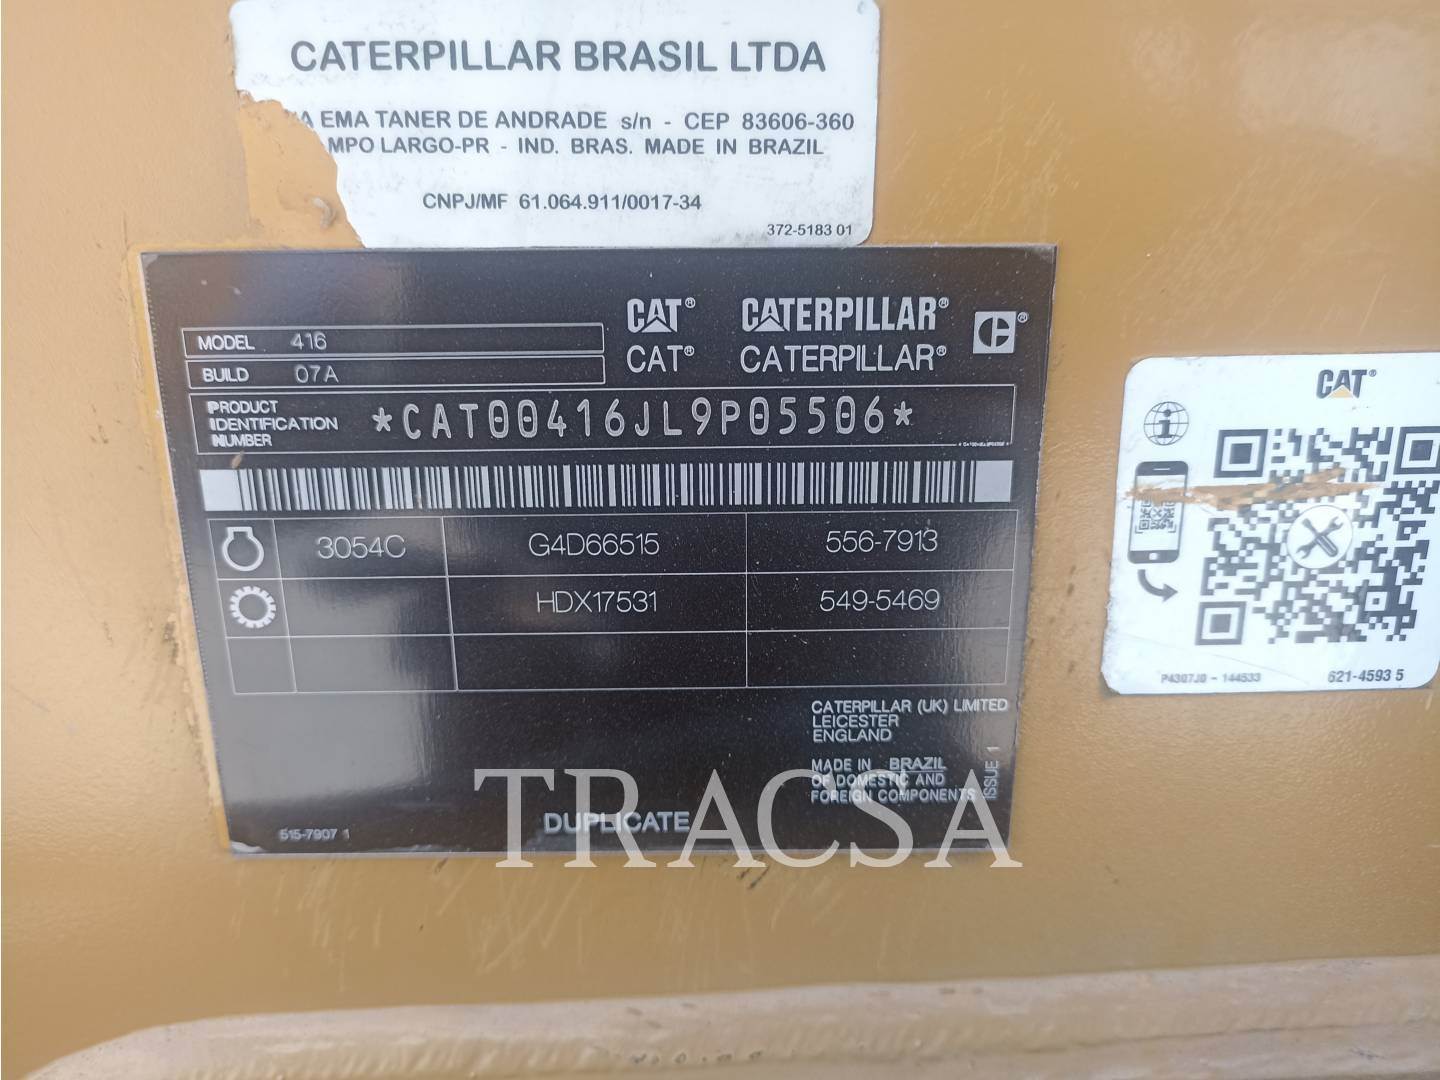 CATERPILLAR BRASIL LTDA
EMA TANER DE ANDRADE s/n - CEP 83606-360
MPO LARGO-PR - IND. BRAS. MADE IN BRAZIL
CNPJ/MF 61.064.911/0017-34
372-5183 01
MODEL 416
BUILD 07A
CAT® CATERPILLAR®
CAT® CATERPILLAR®
PRODUCT
IDENTIFICATION
NUMBER
*CAT00416JL9P05506*
3054C G4D66515 556-7913
HDX17531 549-5469
CATERPILLAR (UK) LIMITED
LEICESTER
ENGLAND
MADE IN BRAZIL
OF DOMESTIC AND
FOREIGN COMPONENTS
ISSUE 1
DUPLICATE
515-7907 1
CAT®
P4307J0 - 144533
621-4593 5
TRACSA